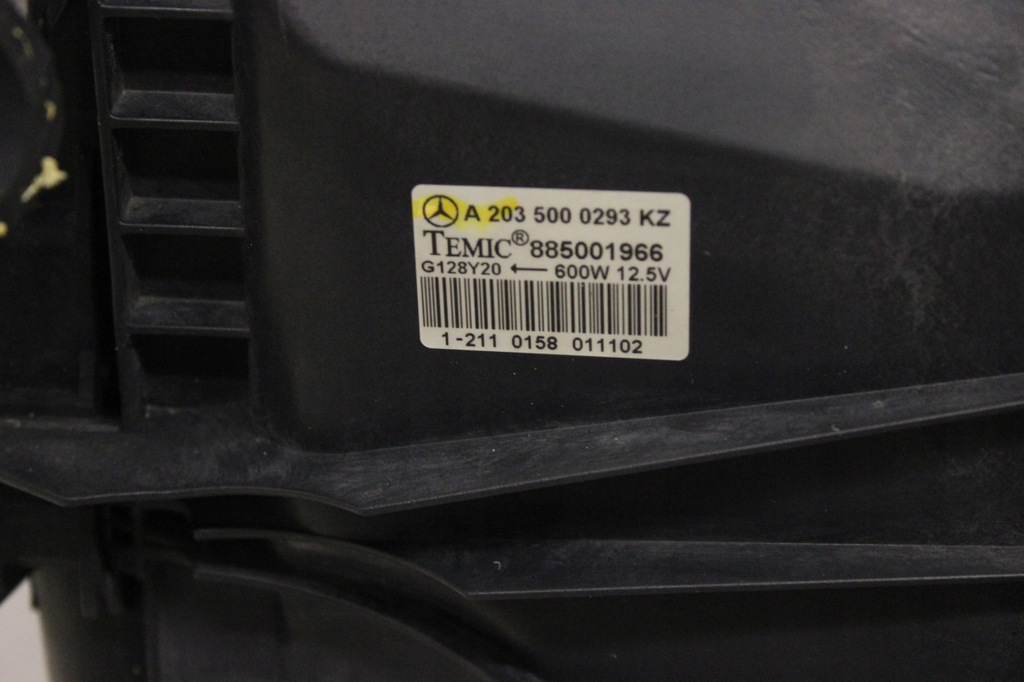 A 203 500 0293 KZ
TEMIC® 885001966
G128Y20 ← 600W 12.5V
1-211 0158 011102